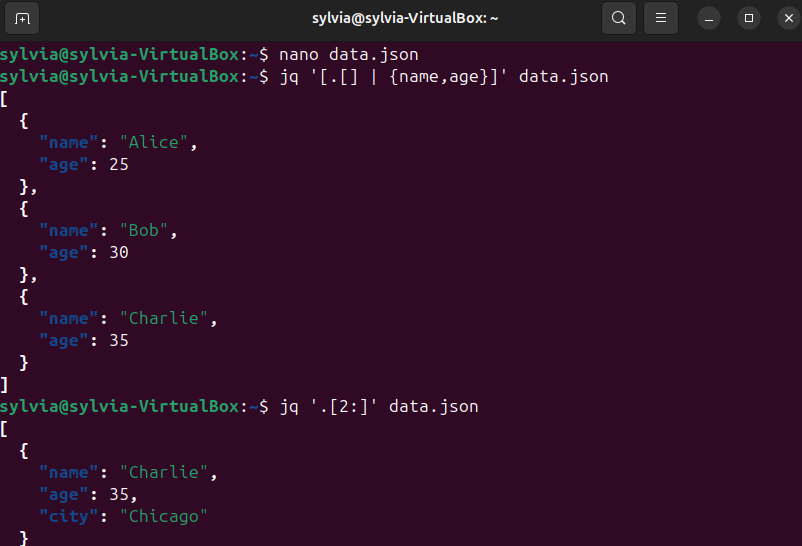 sylvia@sylvia-VirtualBox: ~
sylvia@sylvia-VirtualBox:~$ nano data.json
sylvia@sylvia-VirtualBox:~$ jq '[.[] | {name,age}]' data.json
[
  {
    "name": "Alice",
    "age": 25
  },
  {
    "name": "Bob",
    "age": 30
  },
  {
    "name": "Charlie",
    "age": 35
  }
]
sylvia@sylvia-VirtualBox:~$ jq '.[2:]' data.json
[
  {
    "name": "Charlie",
    "age": 35,
    "city": "Chicago"
  }